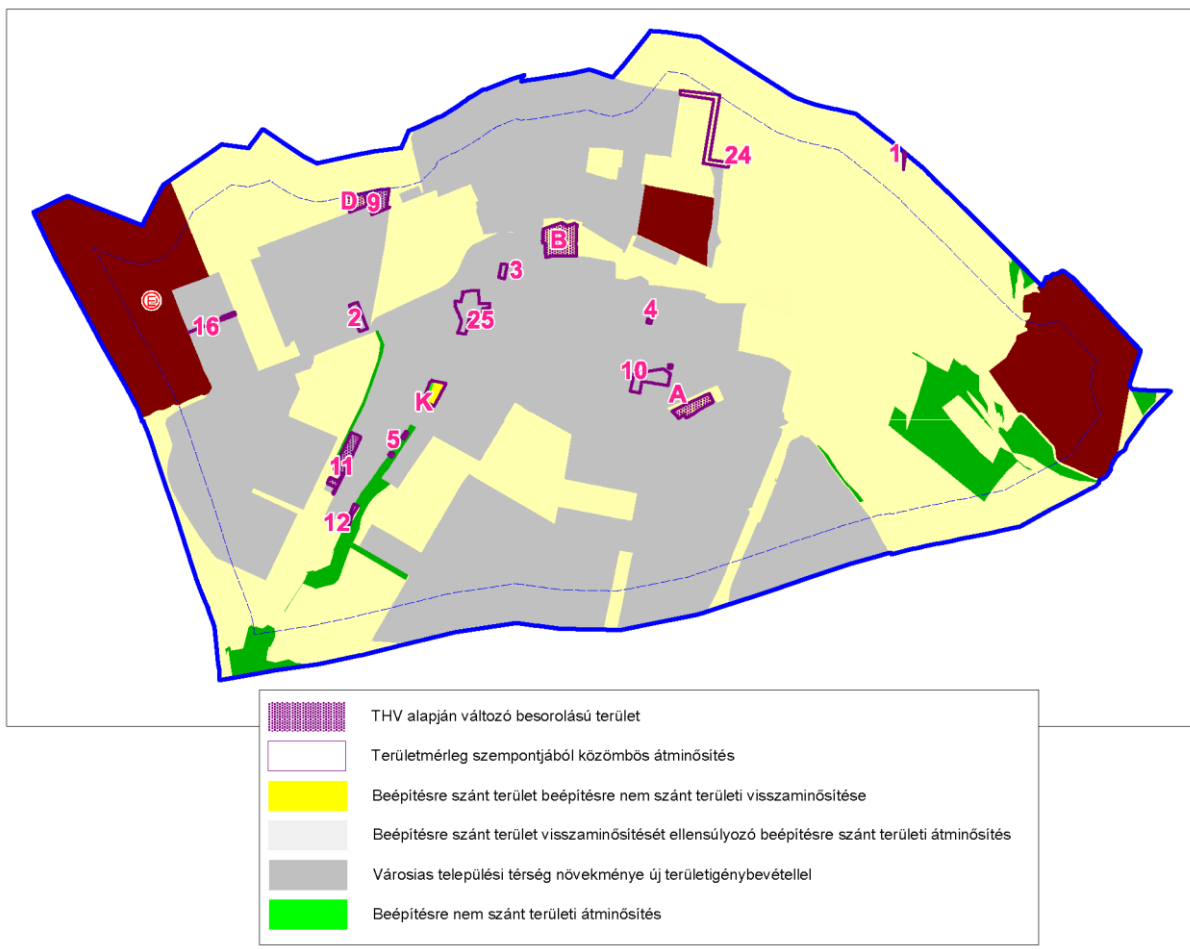 24
1
D
9
B
3
E
16
2
25
4
10
A
K
5
11
12
THV alapján változó besorolású terület
Területmérleg szempontjából közömbös átminősítés
Beépítésre szánt terület beépítésre nem szánt területi visszaminősítése
Beépítésre szánt terület visszaminősítését ellensúlyozó beépítésre szánt területi átminősítés
Városias települési térség növekménye új területigénybevétellel
Beépítésre nem szánt területi átminősítés